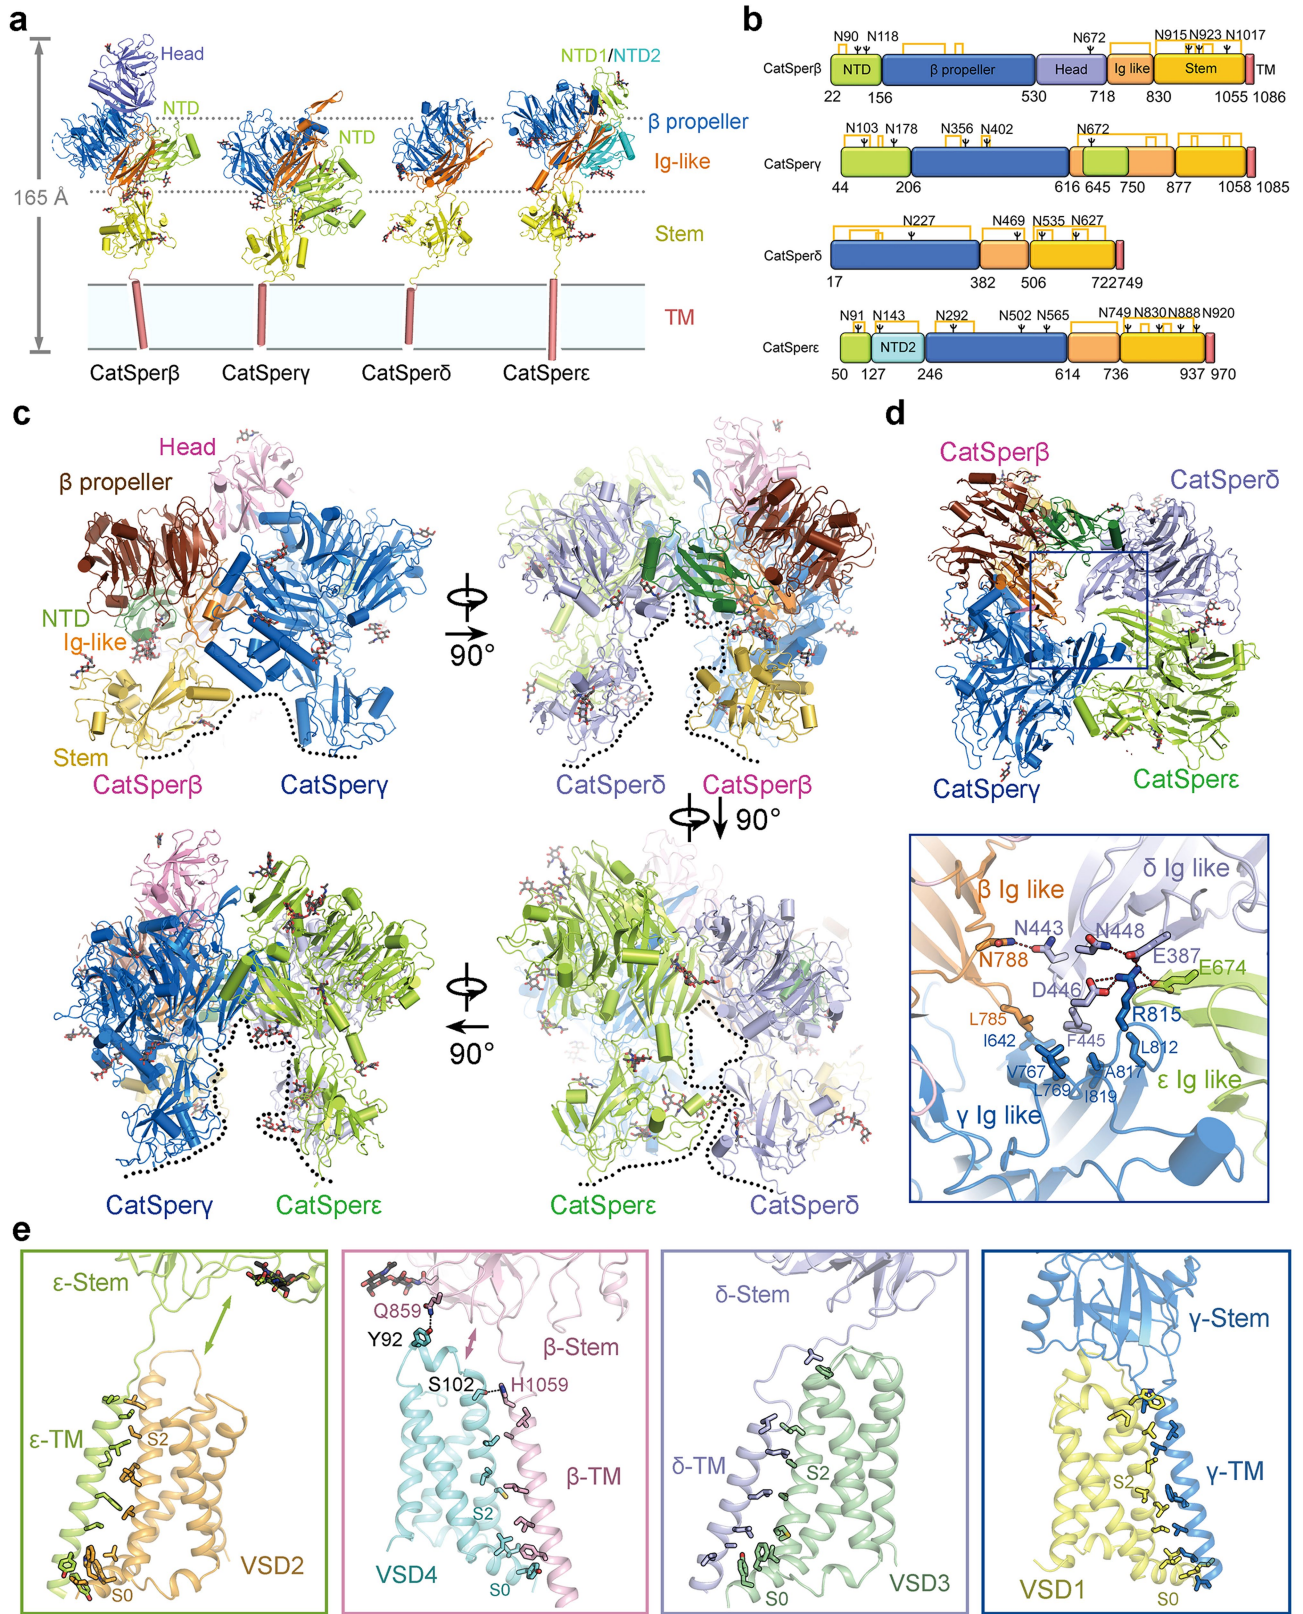 a
Head
NTD
NTD
NTD1/NTD2
β propeller
Ig-like
Stem
TM
165 Å
CatSperβ
CatSperγ
CatSperδ
CatSperε
b
N90
N118
N672
N915
N923
N1017
CatSperβ
NTD
β propeller
Head
Ig like
Stem
TM
22
156
530
718
830
1055
1086
N103
N178
N356
N402
N672
CatSperγ
44
206
616
645
750
877
1058
1085
N227
N469
N535
N627
CatSperδ
17
382
506
722
749
N91
N143
N292
N502
N565
N749
N830
N888
N920
CatSperε
NTD2
50
127
246
614
736
937
970
c
Head
β propeller
NTD
Ig-like
Stem
CatSperβ
CatSperγ
90°
CatSperδ
CatSperβ
90°
CatSperγ
CatSperε
90°
CatSperε
CatSperδ
d
CatSperβ
CatSperδ
CatSperγ
CatSperε
β Ig like
δ Ig like
N443
N448
N788
E387
D446
E674
L785
R815
I642
F445
L812
V767
A817
L769
I819
ε Ig like
γ Ig like
e
ε-Stem
ε-TM
S2
VSD2
S0
Q859
Y92
β-Stem
S102
H1059
β-TM
S2
VSD4
S0
δ-Stem
δ-TM
S2
VSD3
S0
γ-Stem
S2
γ-TM
VSD1
S0